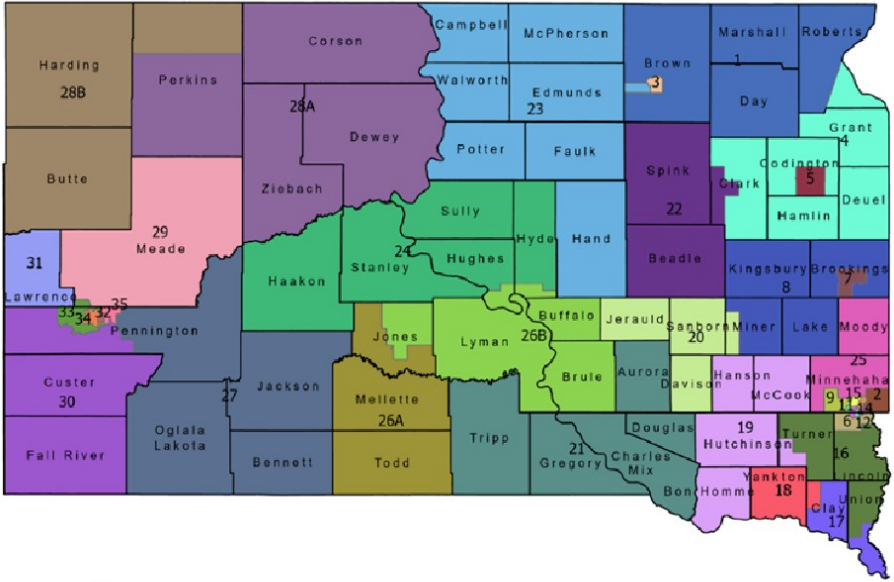 Campbell
McPherson
Marshall
Roberts
Corson
Harding
28B
Brown
1
Perkins
Walworth
Edmunds
23
3
Day
28A
Dewey
Grant
4
Potter
Faulk
Spink
Codington
5
Butte
Ziebach
Clark
Deuel
22
Sully
Hamlin
29
Meade
24
Hyde
Hand
31
Stanley
Hughes
Beadle
Kingsbury
8
Brookings
7
Haakon
Lawrence
33
34
32
35
Pennington
Buffalo
Jerauld
Sanborn
Miner
Lake
Moody
Jones
Lyman
26B
20
25
Custer
30
Brule
Aurora
Davison
Hanson
McCook
Minnehaha
27
Jackson
Mellette
26A
9
15
2
14
Oglala
Lakota
Tripp
Douglas
19
Hutchinson
Turner
6
12
Fall River
Bennett
Todd
21
Gregory
Charles
Mix
16
Lincoln
Yankton
18
Bon Homme
Clay
17
Union